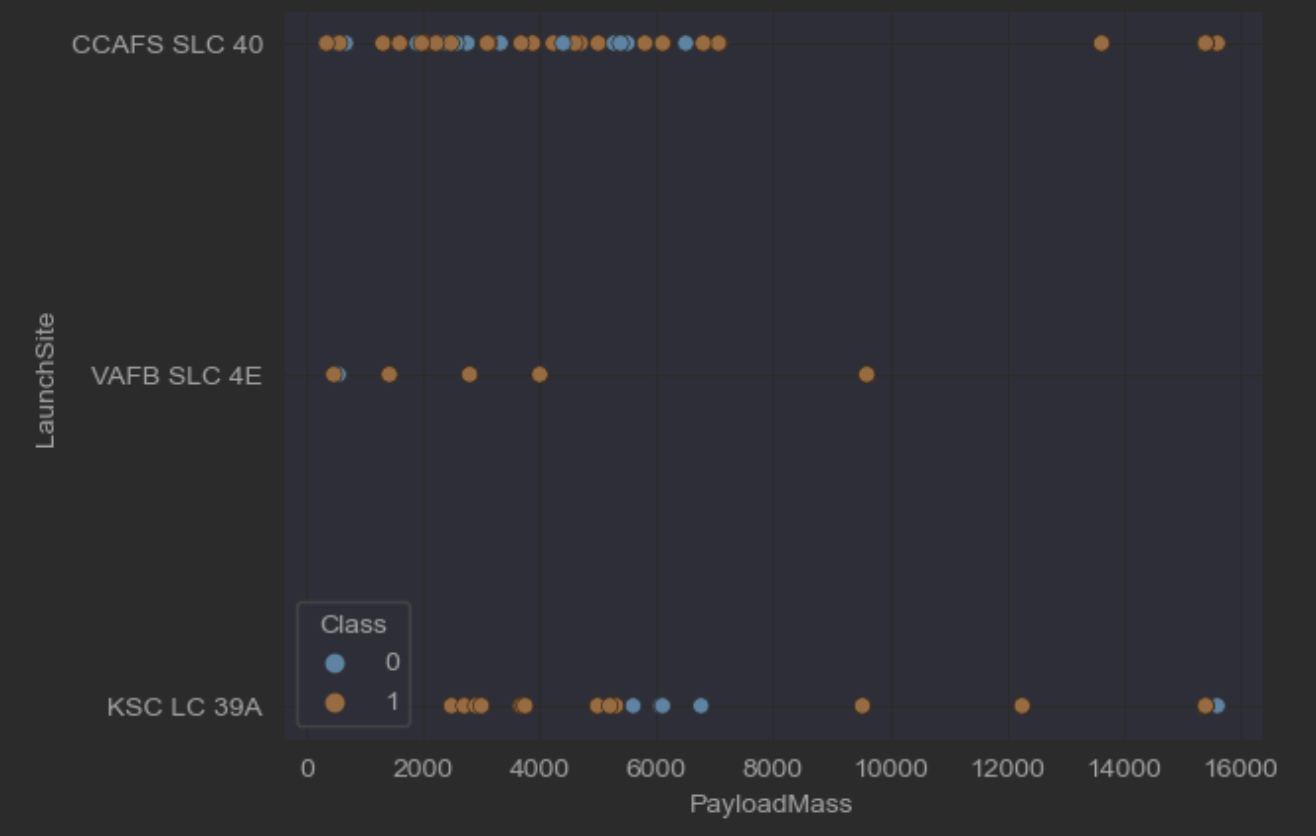 CCAFS SLC 40
VAFB SLC 4E
KSC LC 39A
LaunchSite
Class
0
1
0 2000 4000 6000 8000 10000 12000 14000 16000
PayloadMass